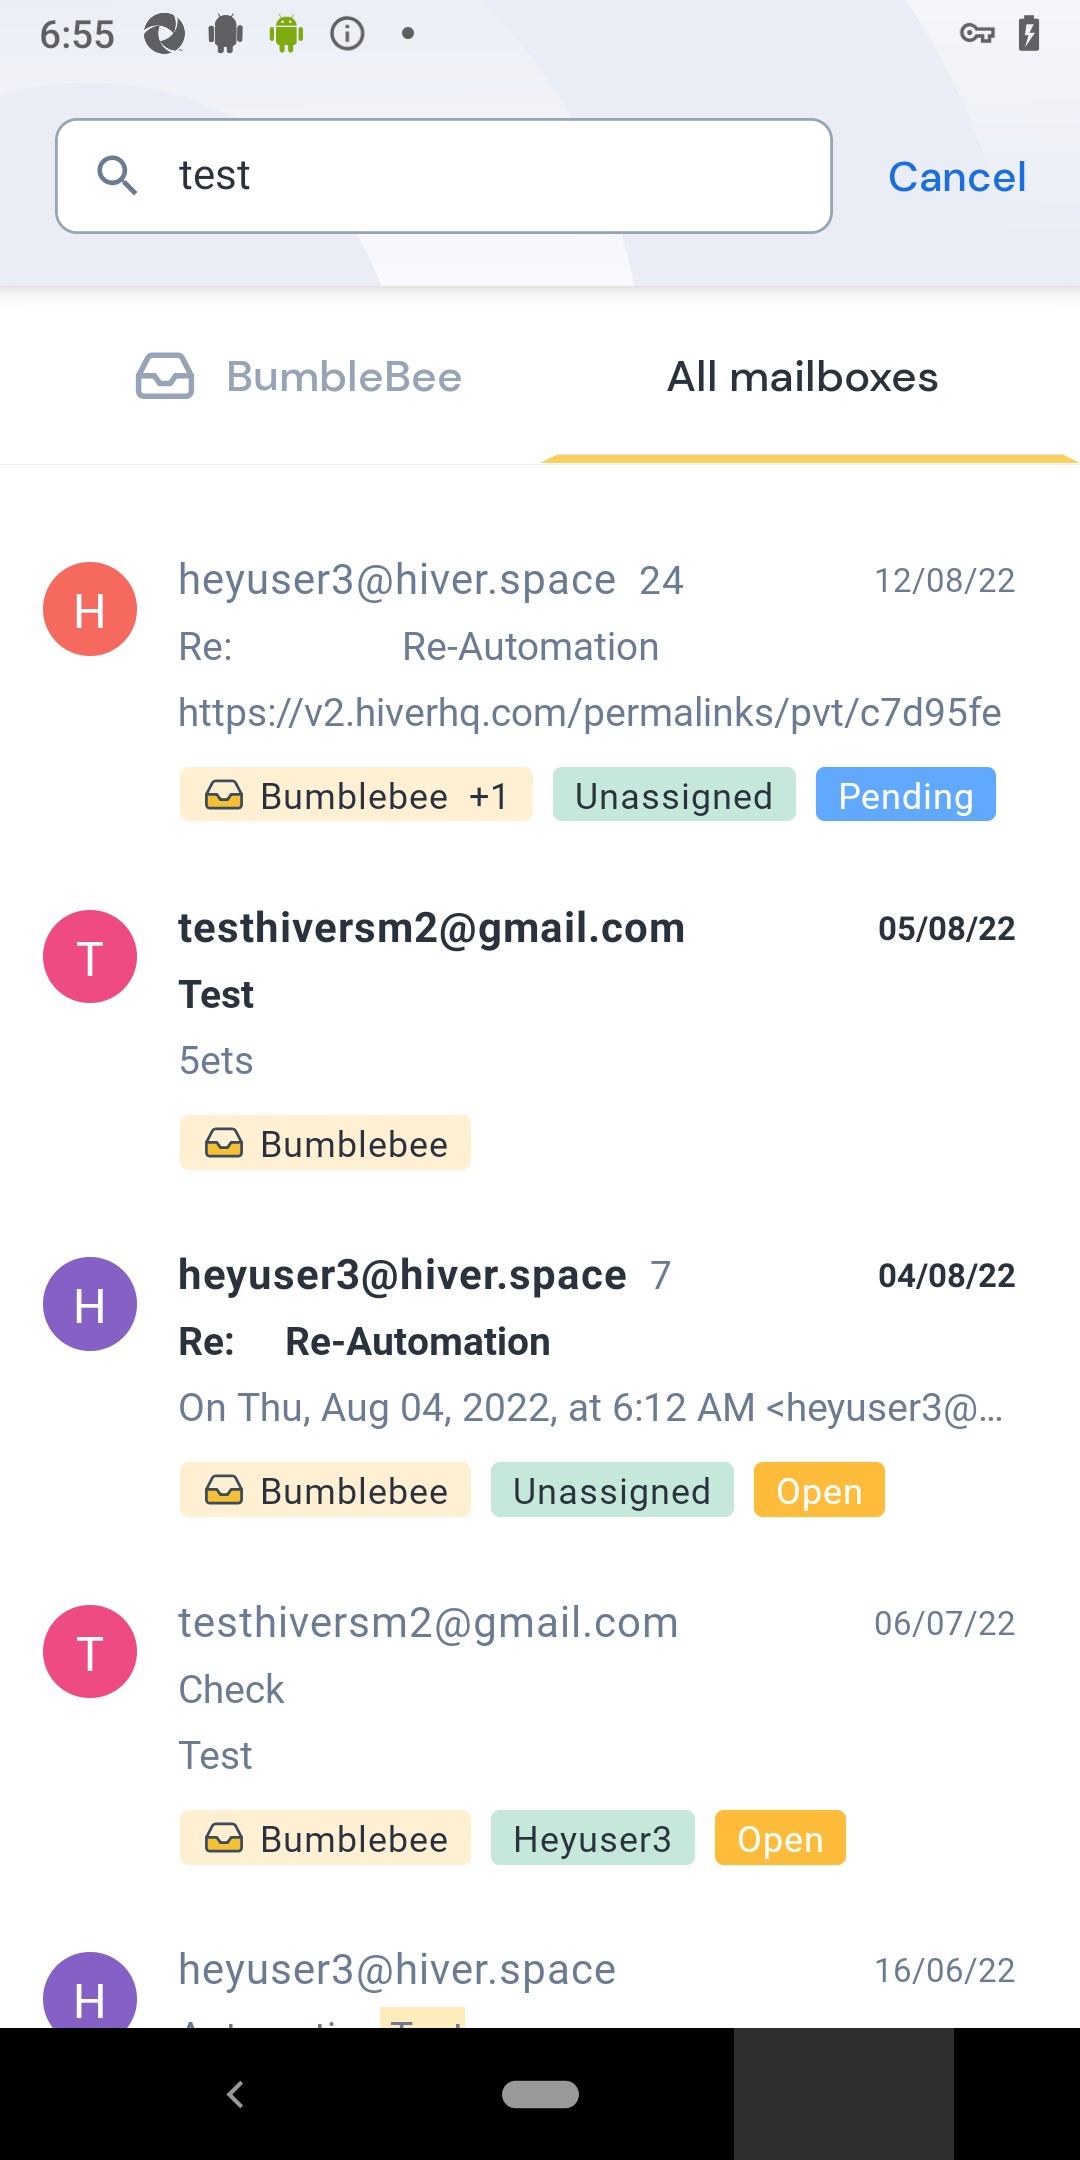 6:55
test
Cancel
BumbleBee
All mailboxes
H
heyuser3@hiver.space 24
12/08/22
Re: Re-Automation
https://v2.hiverhq.com/permalinks/pvt/c7d95fe
Bumblebee +1
Unassigned
Pending
T
testhiversm2@gmail.com
05/08/22
Test
5ets
Bumblebee
H
heyuser3@hiver.space 7
04/08/22
Re: Re-Automation
On Thu, Aug 04, 2022, at 6:12 AM <heyuser3@…
Bumblebee
Unassigned
Open
T
testhiversm2@gmail.com
06/07/22
Check
Test
Bumblebee
Heyuser3
Open
H
heyuser3@hiver.space
16/06/22